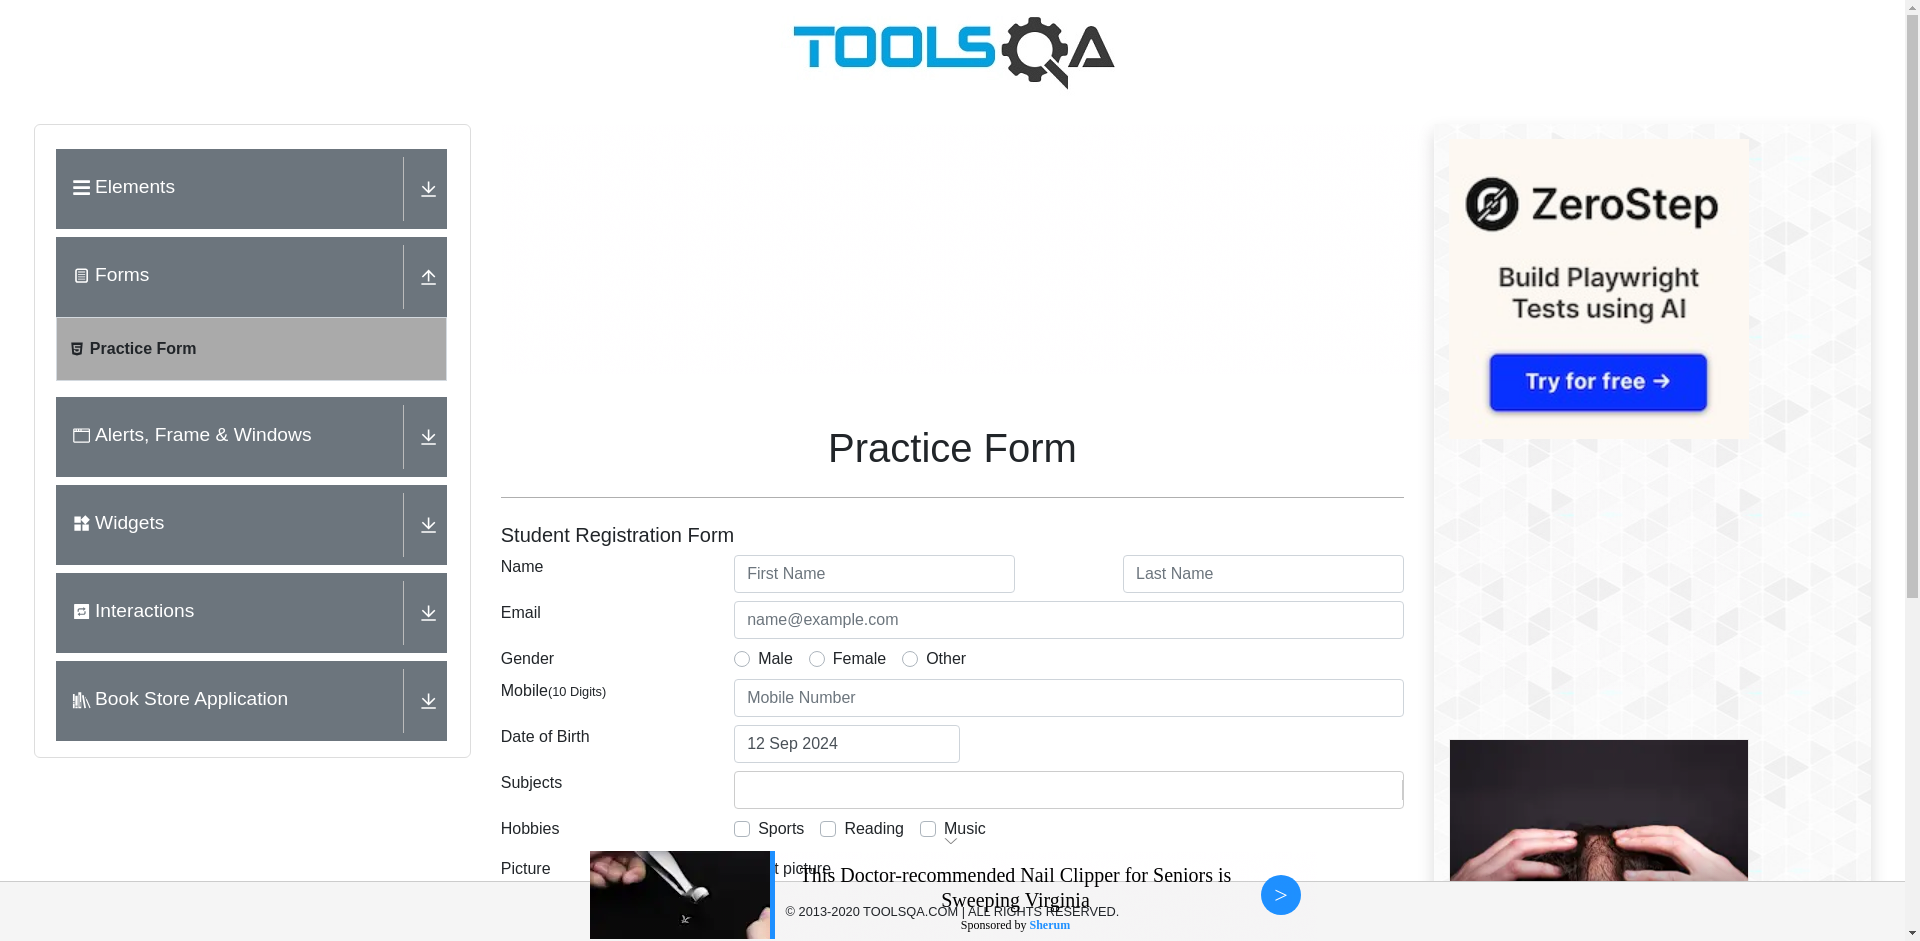 TOOLSQA
Elements
Forms
Practice Form
Alerts, Frame & Windows
Widgets
Interactions
Book Store Application
Practice Form
Student Registration Form
Name
First Name
Last Name
Email
name@example.com
Gender
Male
Female
Other
Mobile(10 Digits)
Mobile Number
Date of Birth
12 Sep 2024
Subjects
Hobbies
Sports
Reading
Music
Picture
picture
This Doctor-recommended Nail Clipper for Seniors is
Sweeping Virginia
Sponsored by Sherum
>
© 2013-2020 TOOLSQA.COM | ALL RIGHTS RESERVED.
ZeroStep
Build Playwright
Tests using AI
Try for free →